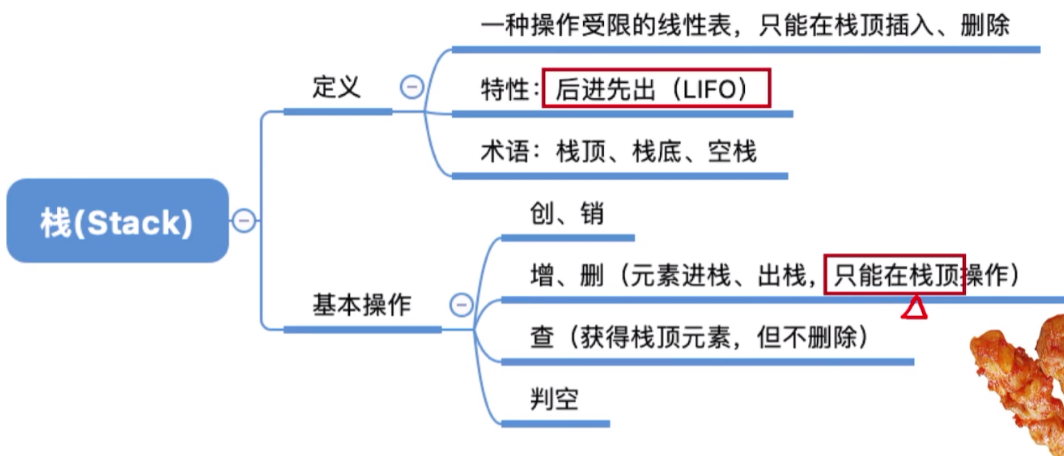 一种操作受限的线性表，只能在栈顶插入、删除
定义
特性：后进先出（LIFO）
术语：栈顶、栈底、空栈
栈(Stack)
创、销
增、删（元素进栈、出栈，只能在栈顶操作）
基本操作
查（获得栈顶元素，但不删除）
判空